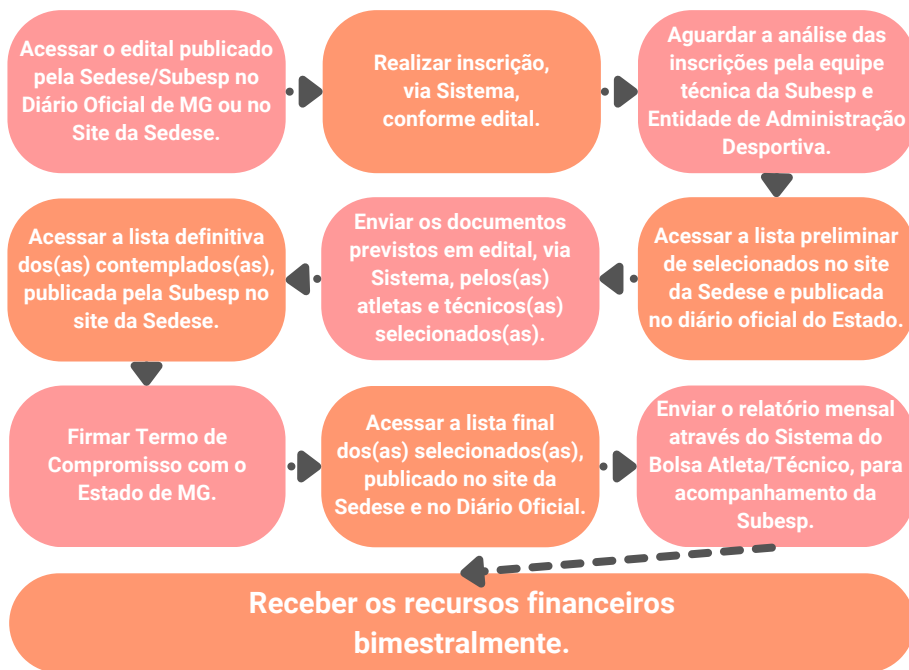 Acessar o edital publicado
pela Sedese/Subesp no
Diário Oficial de MG ou no
Site da Sedese.
Realizar inscrição,
via Sistema,
conforme edital.
Aguardar a análise das
inscrições pela equipe
técnica da Subesp e
Entidade de Administração
Desportiva.
Acessar a lista preliminar
de selecionados no site
da Sedese e publicada
no diário oficial do Estado.
Enviar os documentos
previstos em edital, via
Sistema, pelos(as)
atletas e técnicos(as)
selecionados(as).
Acessar a lista definitiva
dos(as) contemplados(as),
publicada pela Subesp no
site da Sedese.
Firmar Termo de
Compromisso com o
Estado de MG.
Acessar a lista final
dos(as) selecionados(as),
publicado no site da
Sedese e no Diário Oficial.
Enviar o relatório mensal
através do Sistema do
Bolsa Atleta/Técnico, para
acompanhamento da
Subesp.
Receber os recursos financeiros
bimestralmente.